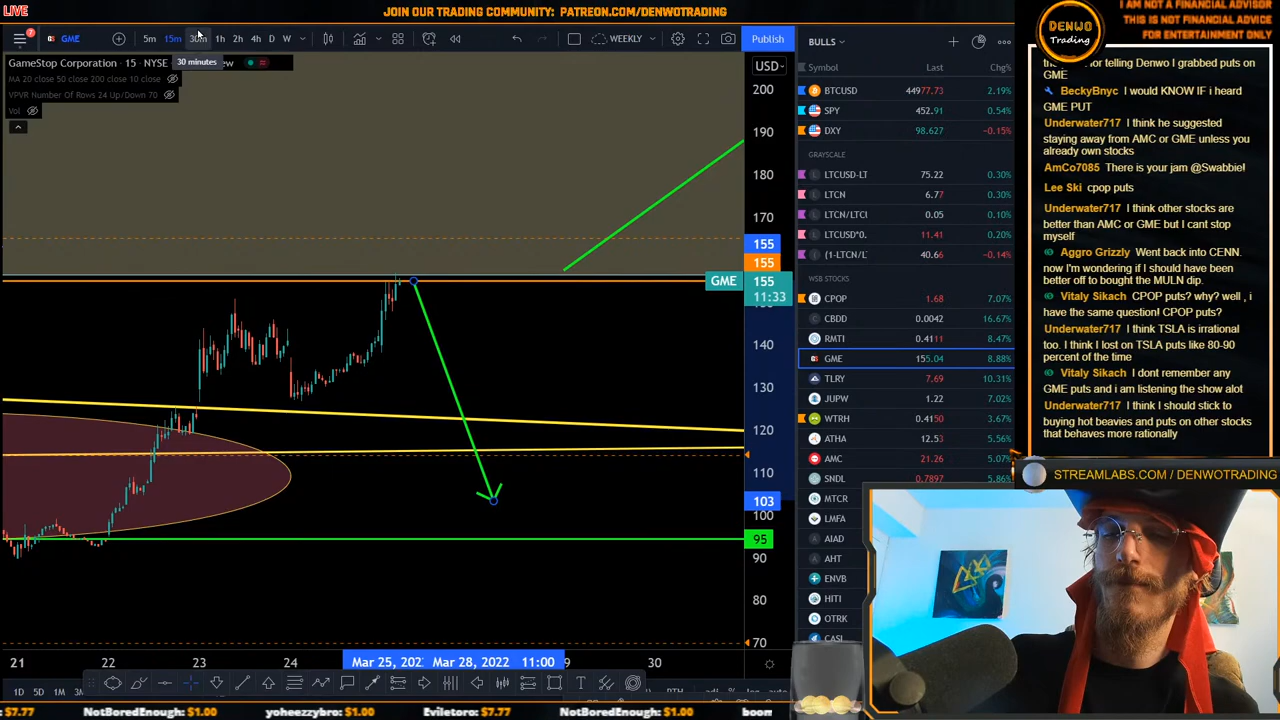 LIVE
JOIN OUR TRADING COMMUNITY: PATREON.COM/DENWOTRADING
I AM NOT A FINANCIAL ADVISOR
THIS IS NOT FINANCIAL ADVICE
FOR ENTERTAINMENT ONLY
DENWO
TRADING
GME
5m 15m 30m 1h 2h 4h D W
WEEKLY
Publish
30 minutes
GameStop Corporation · 15 · NYSE
MA 20 close 50 close 200 close 10 close
VPVR Number Of Rows 24 Up/Down 70
Vol
USD
200
190
180
170
155
155
GME 155
11:33
140
130
120
110
103
100
95
90
80
70
21 22 23 24
Mar 28, 2022 11:00
30
1D 5D 1M
BULLS
Symbol Last Chg%
BTCUSD 44977.73 2.19%
SPY 452.91 0.54%
DXY 98.627 −0.15%
GRAYSCALE
LTCUSD-LT 75.22 0.30%
LTCN 6.77 0.30%
LTCN/LTCI 0.05 0.10%
LTCUSD*0. 11.41 0.20%
(1-LTCN/L 40.66 −0.14%
WSB STOCKS
CPOP 1.68 7.07%
CBDD 0.0042 16.67%
RMTI 0.4111 8.47%
GME 155.04 8.88%
TLRY 7.69 10.31%
JUPW 1.22 7.02%
WTRH 0.4150 3.67%
ATHA 12.53 5.56%
AMC 21.26 5.07%
SNDL 0.7897 5.86%
MTCR
LMFA
AIAD
AHT
ENVB
HITI
OTRK
CASI
for telling Denwo I grabbed puts on
GME
BeckyBnyc I would KNOW IF i heard
GME PUT
Underwater717 I think he suggested
staying away from AMC or GME unless you
already own stocks
AmCo7085 There is your jam @Swabbie!
Lee Ski cpop puts
Underwater717 I think other stocks are
better than AMC or GME but I cant stop
myself
Aggro Grizzly Went back into CENN.
now I'm wondering if I should have been
better off to bought the MULN dip.
Vitaly Sikach CPOP puts? why? well , i
have the same question! CPOP puts?
Underwater717 I think TSLA is irrational
too. I think I lost on TSLA puts like 80-90
percent of the time
Vitaly Sikach I dont remember any
GME puts and i am listening the show alot
Underwater717 I think I should stick to
buying hot beavies and puts on other stocks
that behaves more rationally
STREAMLABS.COM / DENWOTRADING
$7.77 NotBoredEnough: $1.00 yoheezzybro: $1.00 Eviletoro: $7.77 NotBoredEnough: $1.00 boom